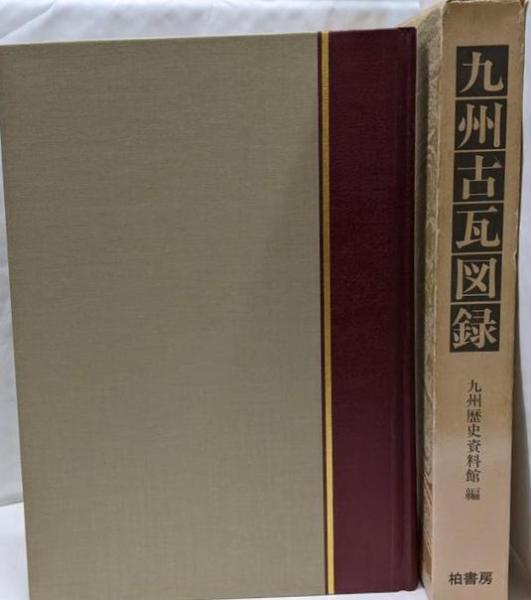 九州古瓦図録
九州歴史資料館 編
柏書房